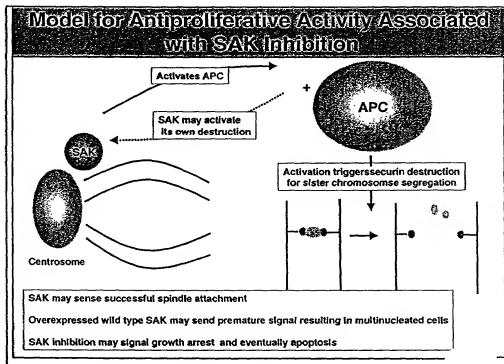 Model for Antiproliferative Activity Associated
with SAK Inhibition
Activates APC
+
APC
SAK may activate
its own destruction
SAK
Activation triggerssecurin destruction
for sister chromosmse segregation
Centrosome
SAK may sense successful spindle attachment
Overexpressed wild type SAK may send premature signal resulting in multinucleated cells
SAK inhibition may signal growth arrest and eventually apoptosis